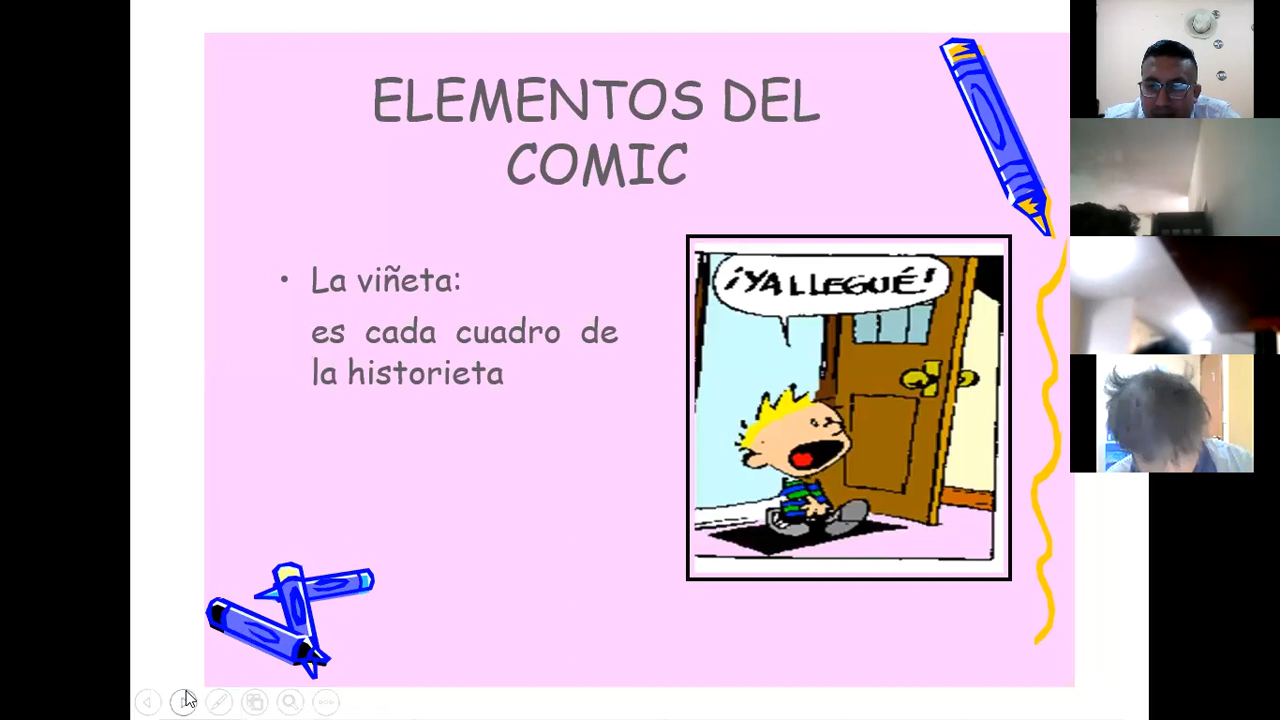 ELEMENTOS DEL
COMIC
• La viñeta:
es cada cuadro de
la historieta
¡YA LLEGUÉ!